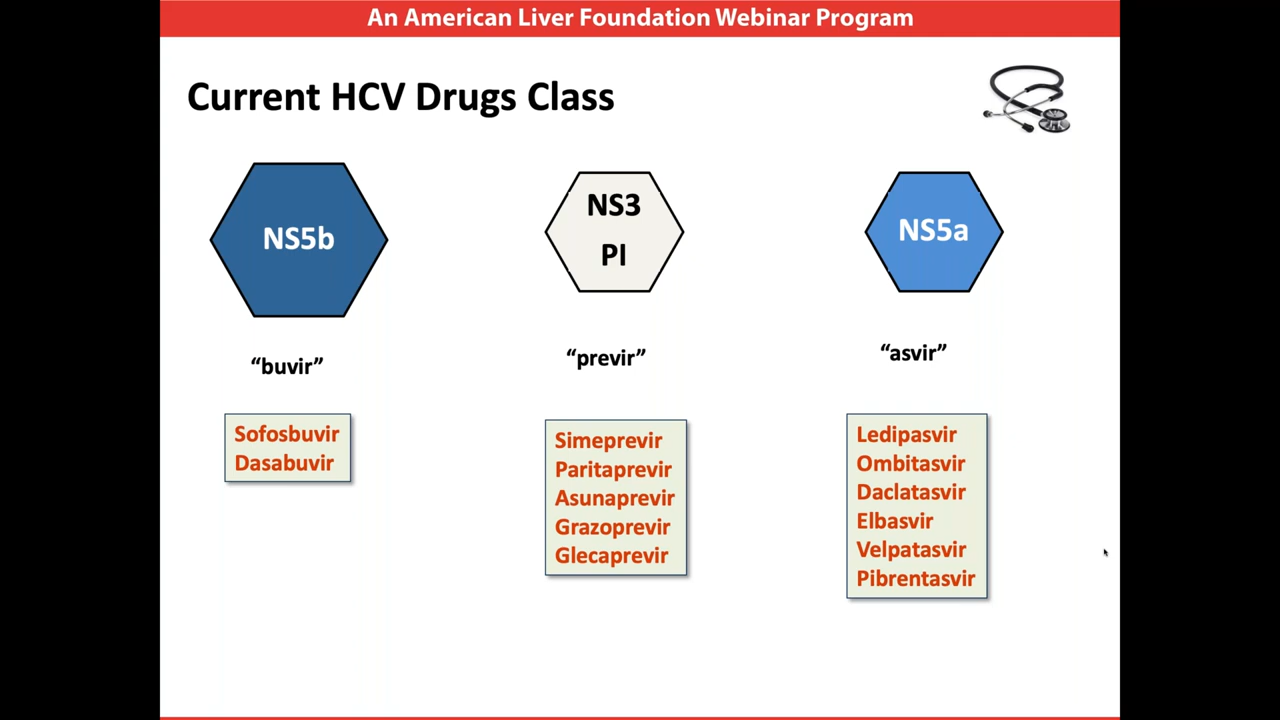 An American Liver Foundation Webinar Program
Current HCV Drugs Class
NS5b
“buvir”
Sofosbuvir
Dasabuvir
NS3
PI
“previr”
Simeprevir
Paritaprevir
Asunaprevir
Grazoprevir
Glecaprevir
NS5a
“asvir”
Ledipasvir
Ombitasvir
Daclatasvir
Elbasvir
Velpatasvir
Pibrentasvir